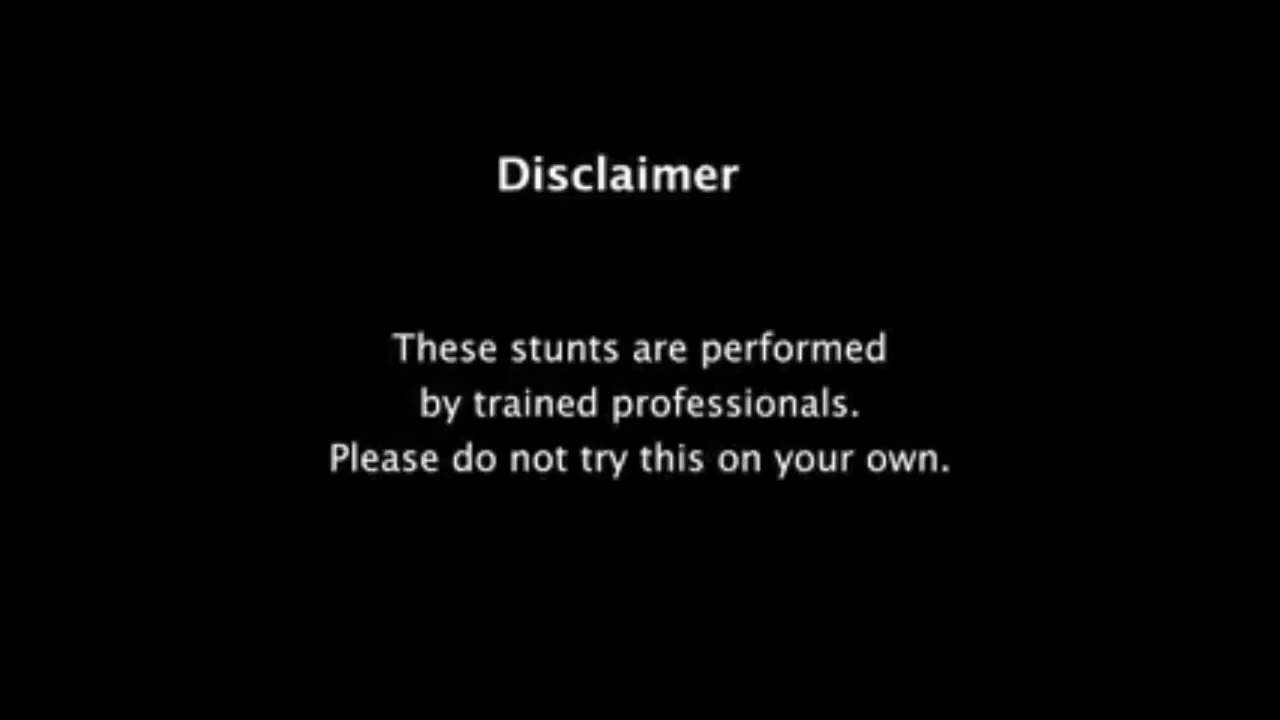 Disclaimer
These stunts are performed
by trained professionals.
Please do not try this on your own.